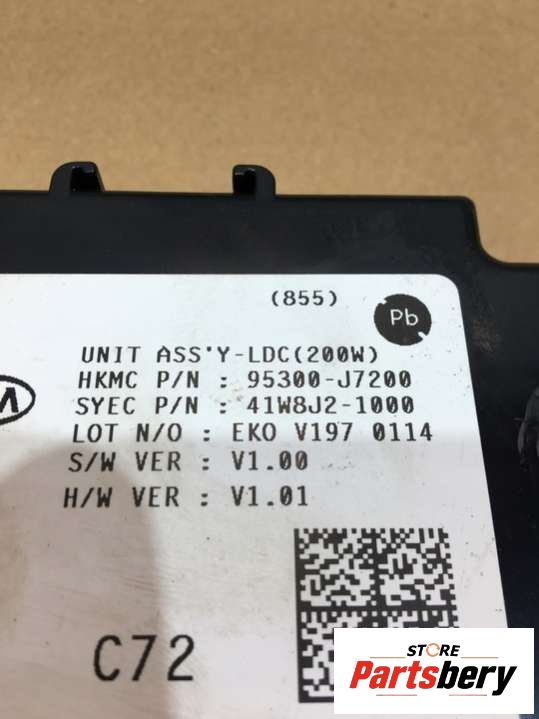 (855)
Pb
UNIT ASS'Y-LDC(200W)
HKMC P/N : 95300-J7200
SYEC P/N : 41W8J2-1000
LOT N/O : EKO V197 0114
S/W VER : V1.00
H/W VER : V1.01
C72
STORE
Partsbery